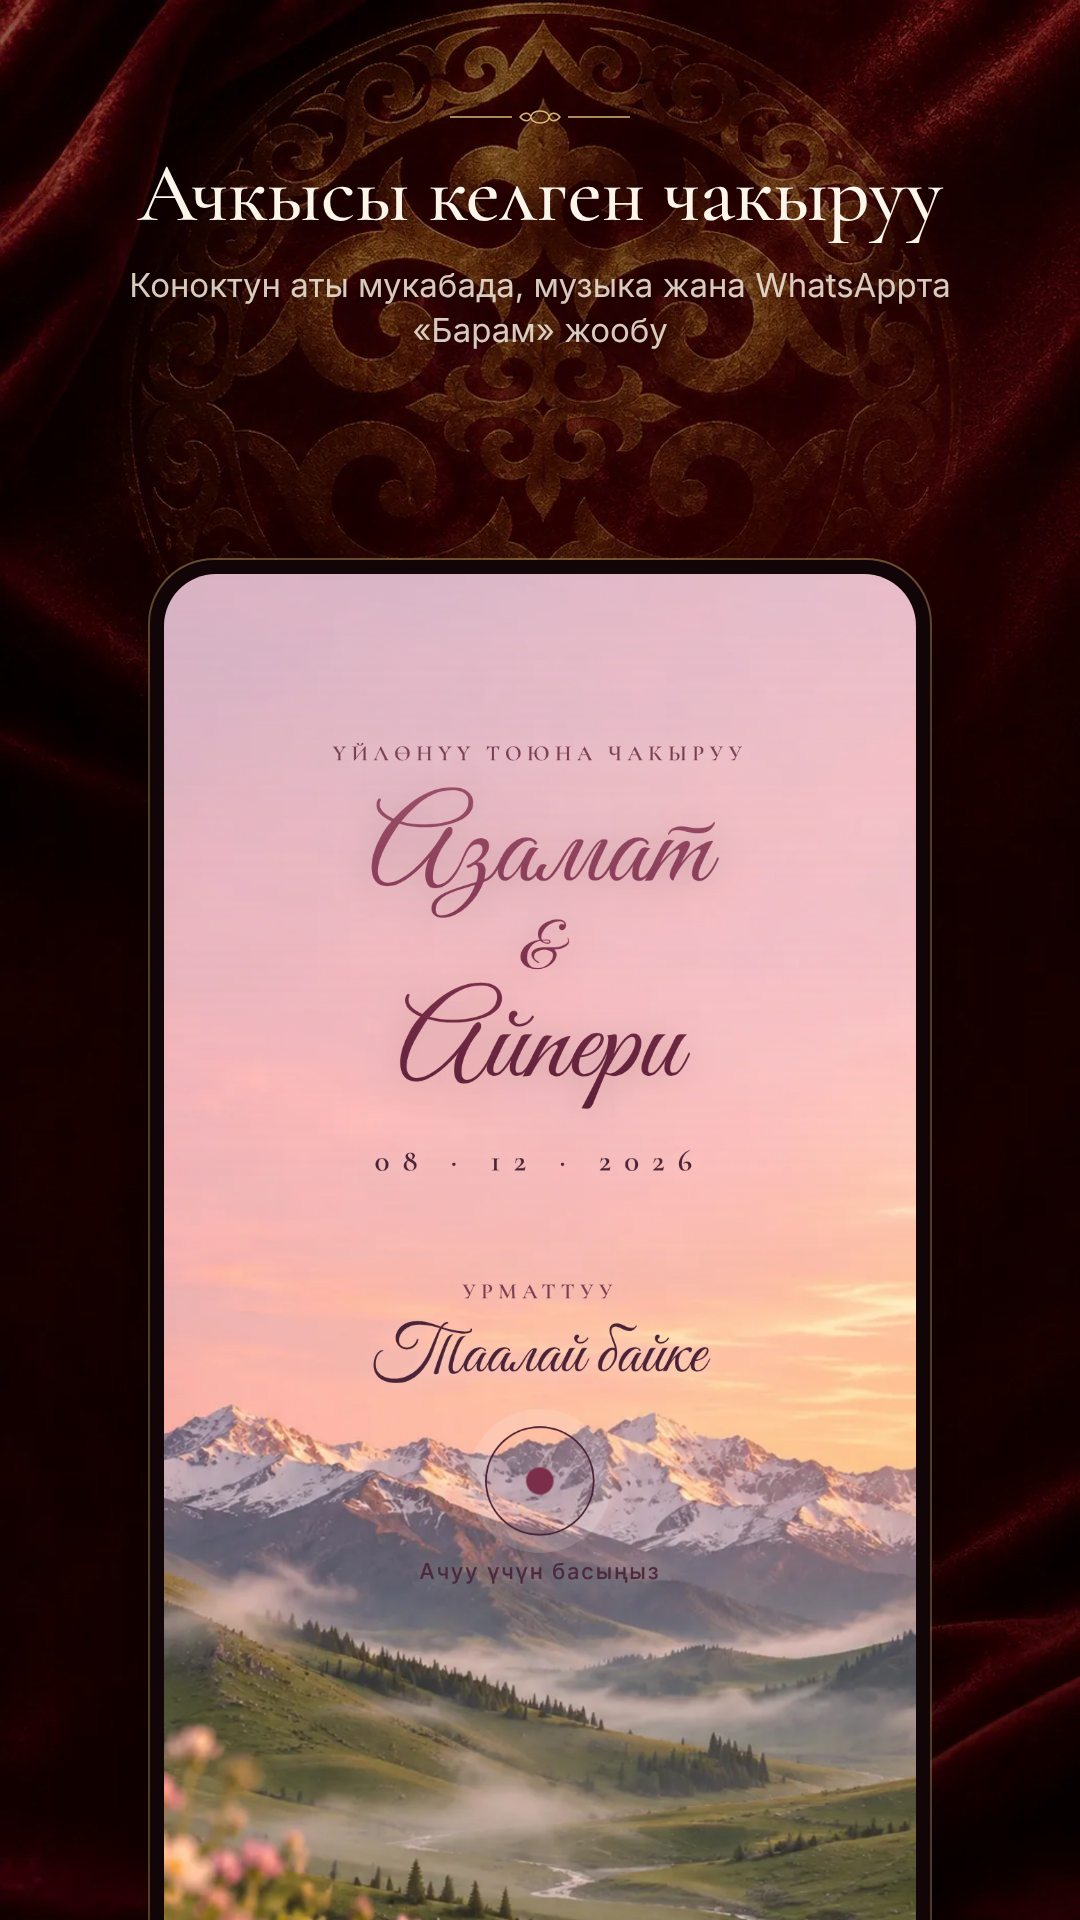 Ачкысы келген чакыруу
Коноктун аты мукабада, музыка жана WhatsAppта
«Барам» жообу
ҮЙЛӨНҮҮ ТОЮНА ЧАКЫРУУ
Азамат
&
Айпери
08 · 12 · 2026
УРМАТТУУ
Таалай байке
Ачуу үчүн басыңыз